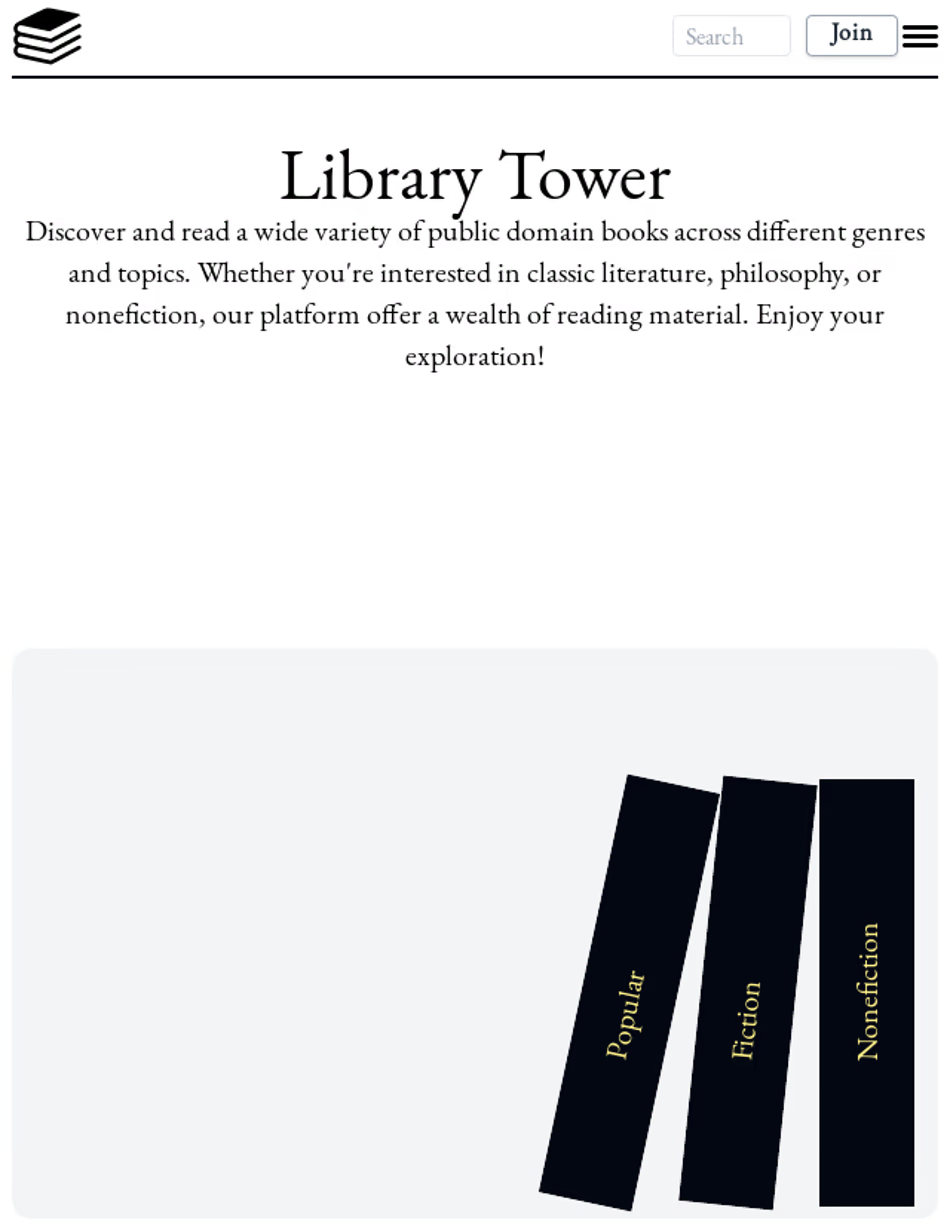 Search
Join
Library Tower
Discover and read a wide variety of public domain books across different genres
and topics. Whether you're interested in classic literature, philosophy, or
nonefiction, our platform offer a wealth of reading material. Enjoy your
exploration!
Popular
Fiction
Nonefiction